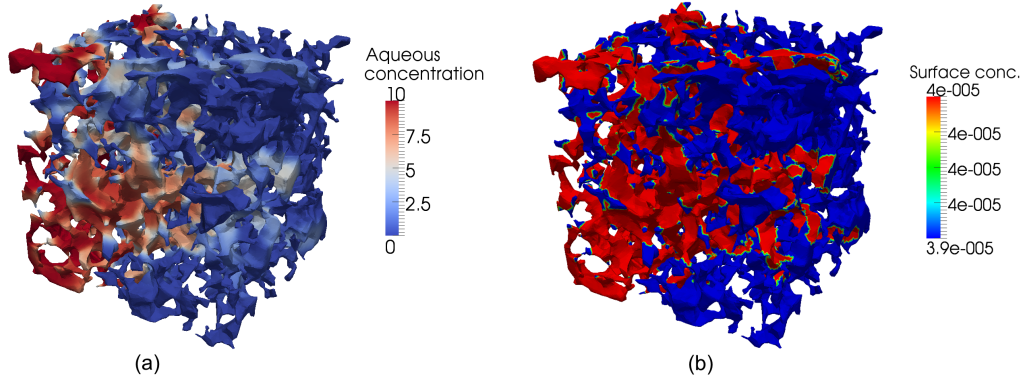 Aqueous
concentration
10
7.5
5
2.5
0
(a)
Surface conc.
4e-005
4e-005
4e-005
4e-005
3.9e-005
(b)